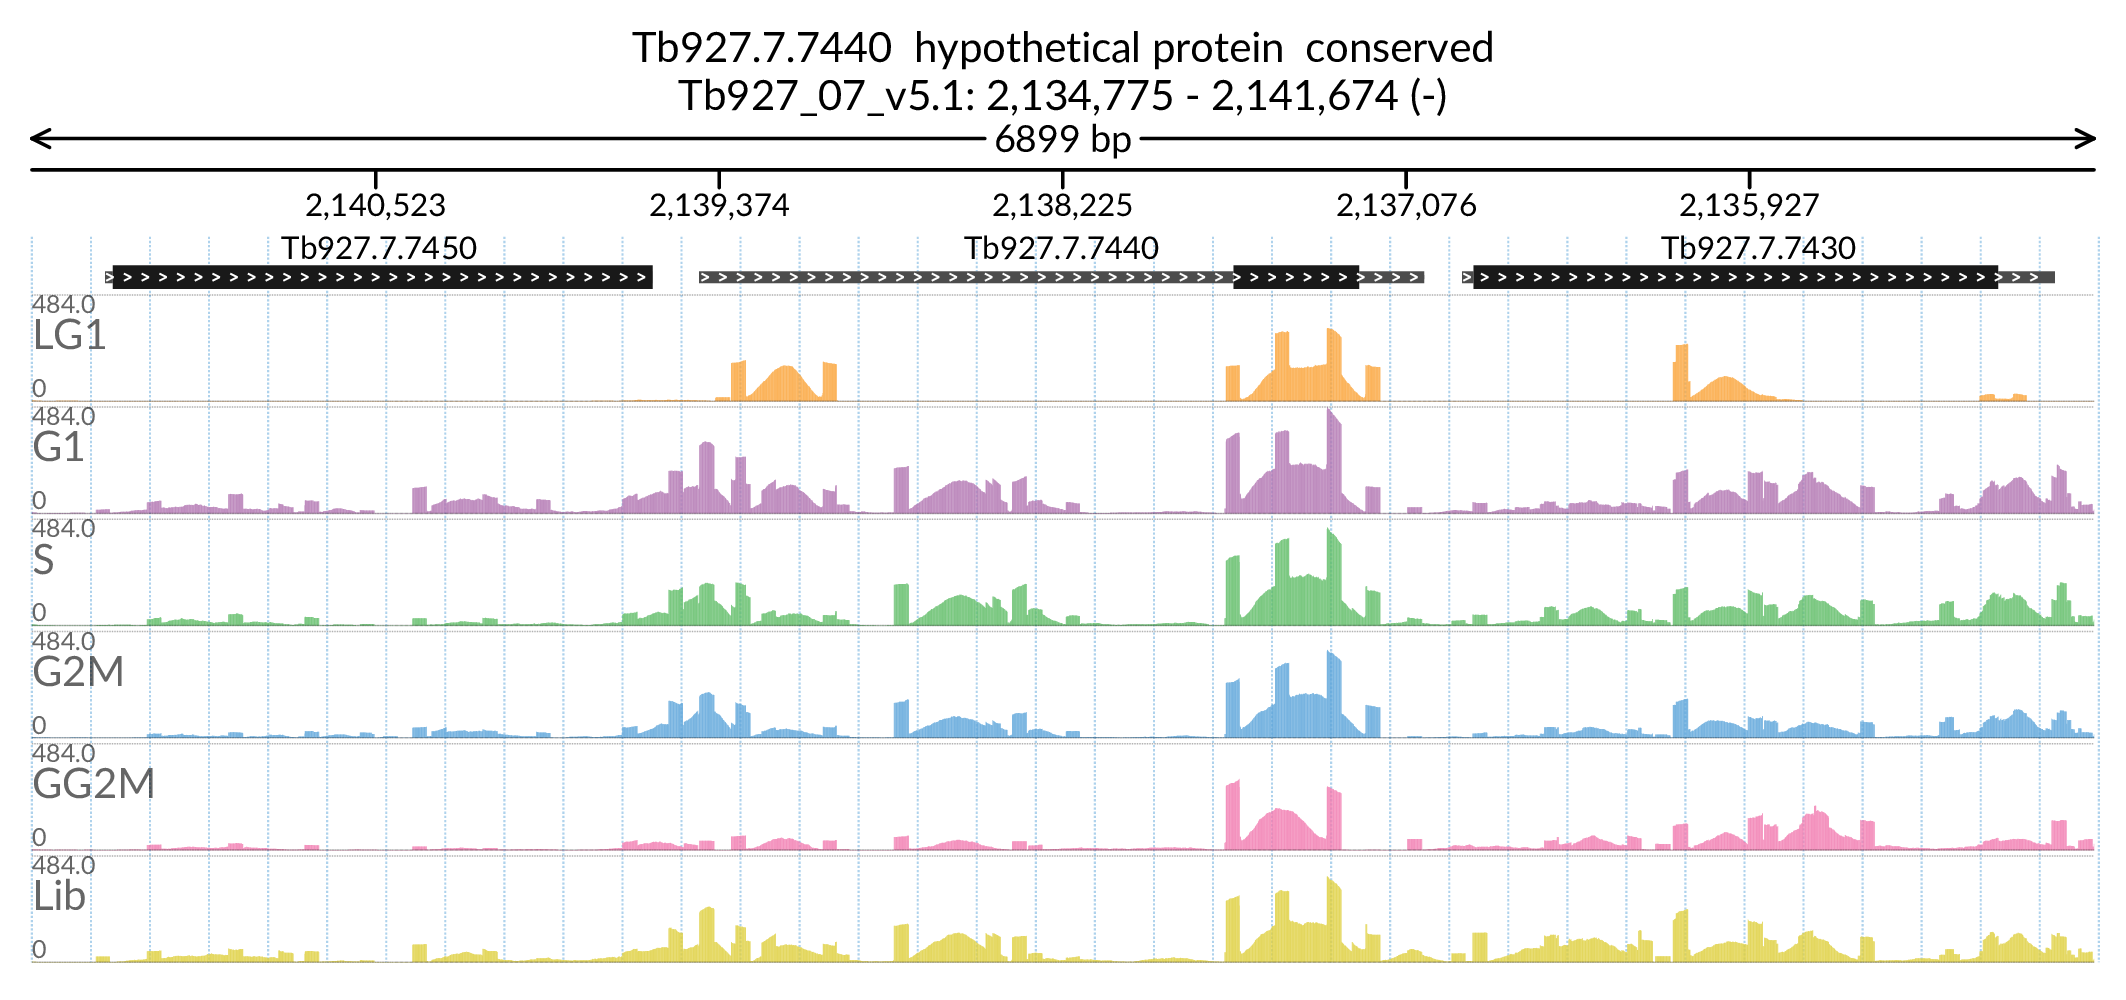 Tb927.7.7440  hypothetical protein  conserved
Tb927_07_v5.1: 2,134,775 - 2,141,674 (-)
6899 bp
2,140,523 2,139,374 2,138,225 2,137,076 2,135,927
Tb927.7.7450 Tb927.7.7440 Tb927.7.7430
484.0
LG1
0
484.0
G1
0
484.0
S
0
484.0
G2M
0
484.0
GG2M
0
484.0
Lib
0